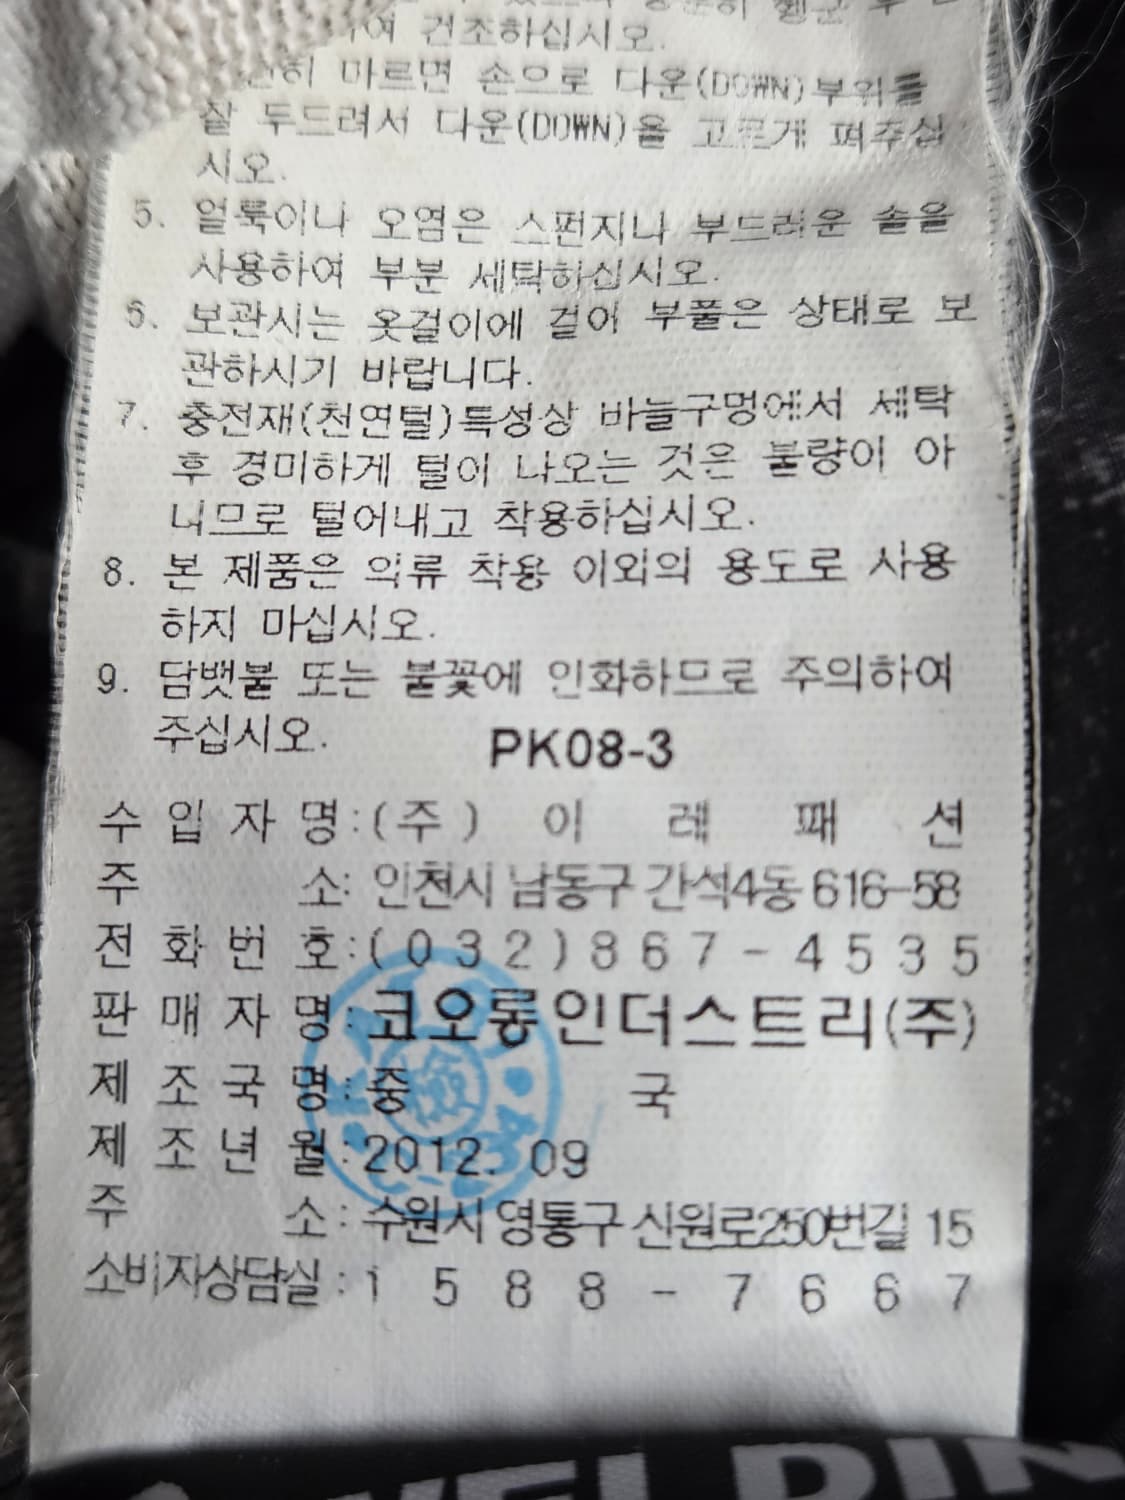 여 건조하십시오.
히 마르면 손으로 다운(DOWN)부위를
잘 두드려서 다운(DOWN)을 고르게 펴주십
시오.
5. 얼룩이나 오염은 스펀지나 부드러운 솔을
사용하여 부분 세탁하십시오.
6. 보관시는 옷걸이에 걸어 부풀은 상태로 보
관하시기 바랍니다.
7. 충전재(천연털)특성상 바늘구멍에서 세탁
후 경미하게 털이 나오는 것은 불량이 아
니므로 털어내고 착용하십시오.
8. 본 제품은 의류 착용 이외의 용도로 사용
하지 마십시오.
9. 담뱃불 또는 불꽃에 인화하므로 주의하여
주십시오. PK08-3
수입자명:(주) 이레패션
주 소: 인천시 남동구 간석4동 616-58
전화번호:(032)867-4535
판매자명:코오롱인더스트리(주)
제조국명:중 국
제조년월:2012. 09
주 소: 수원시 영통구 신원로250번길 15
소비자상담실:1588-7667